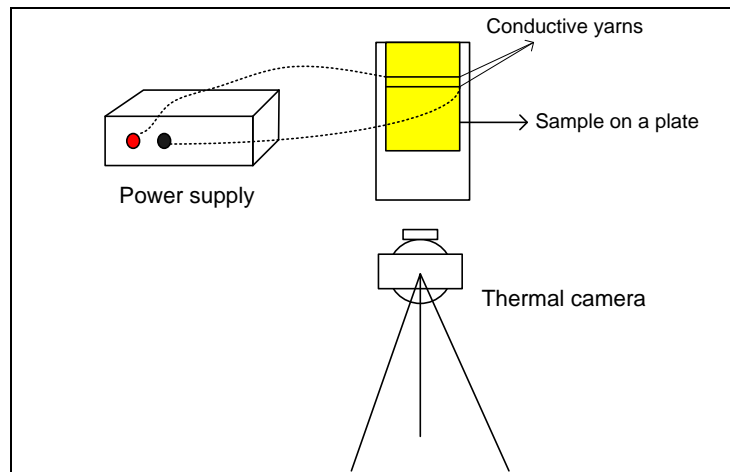 Conductive yarns
Sample on a plate
Power supply
Thermal camera